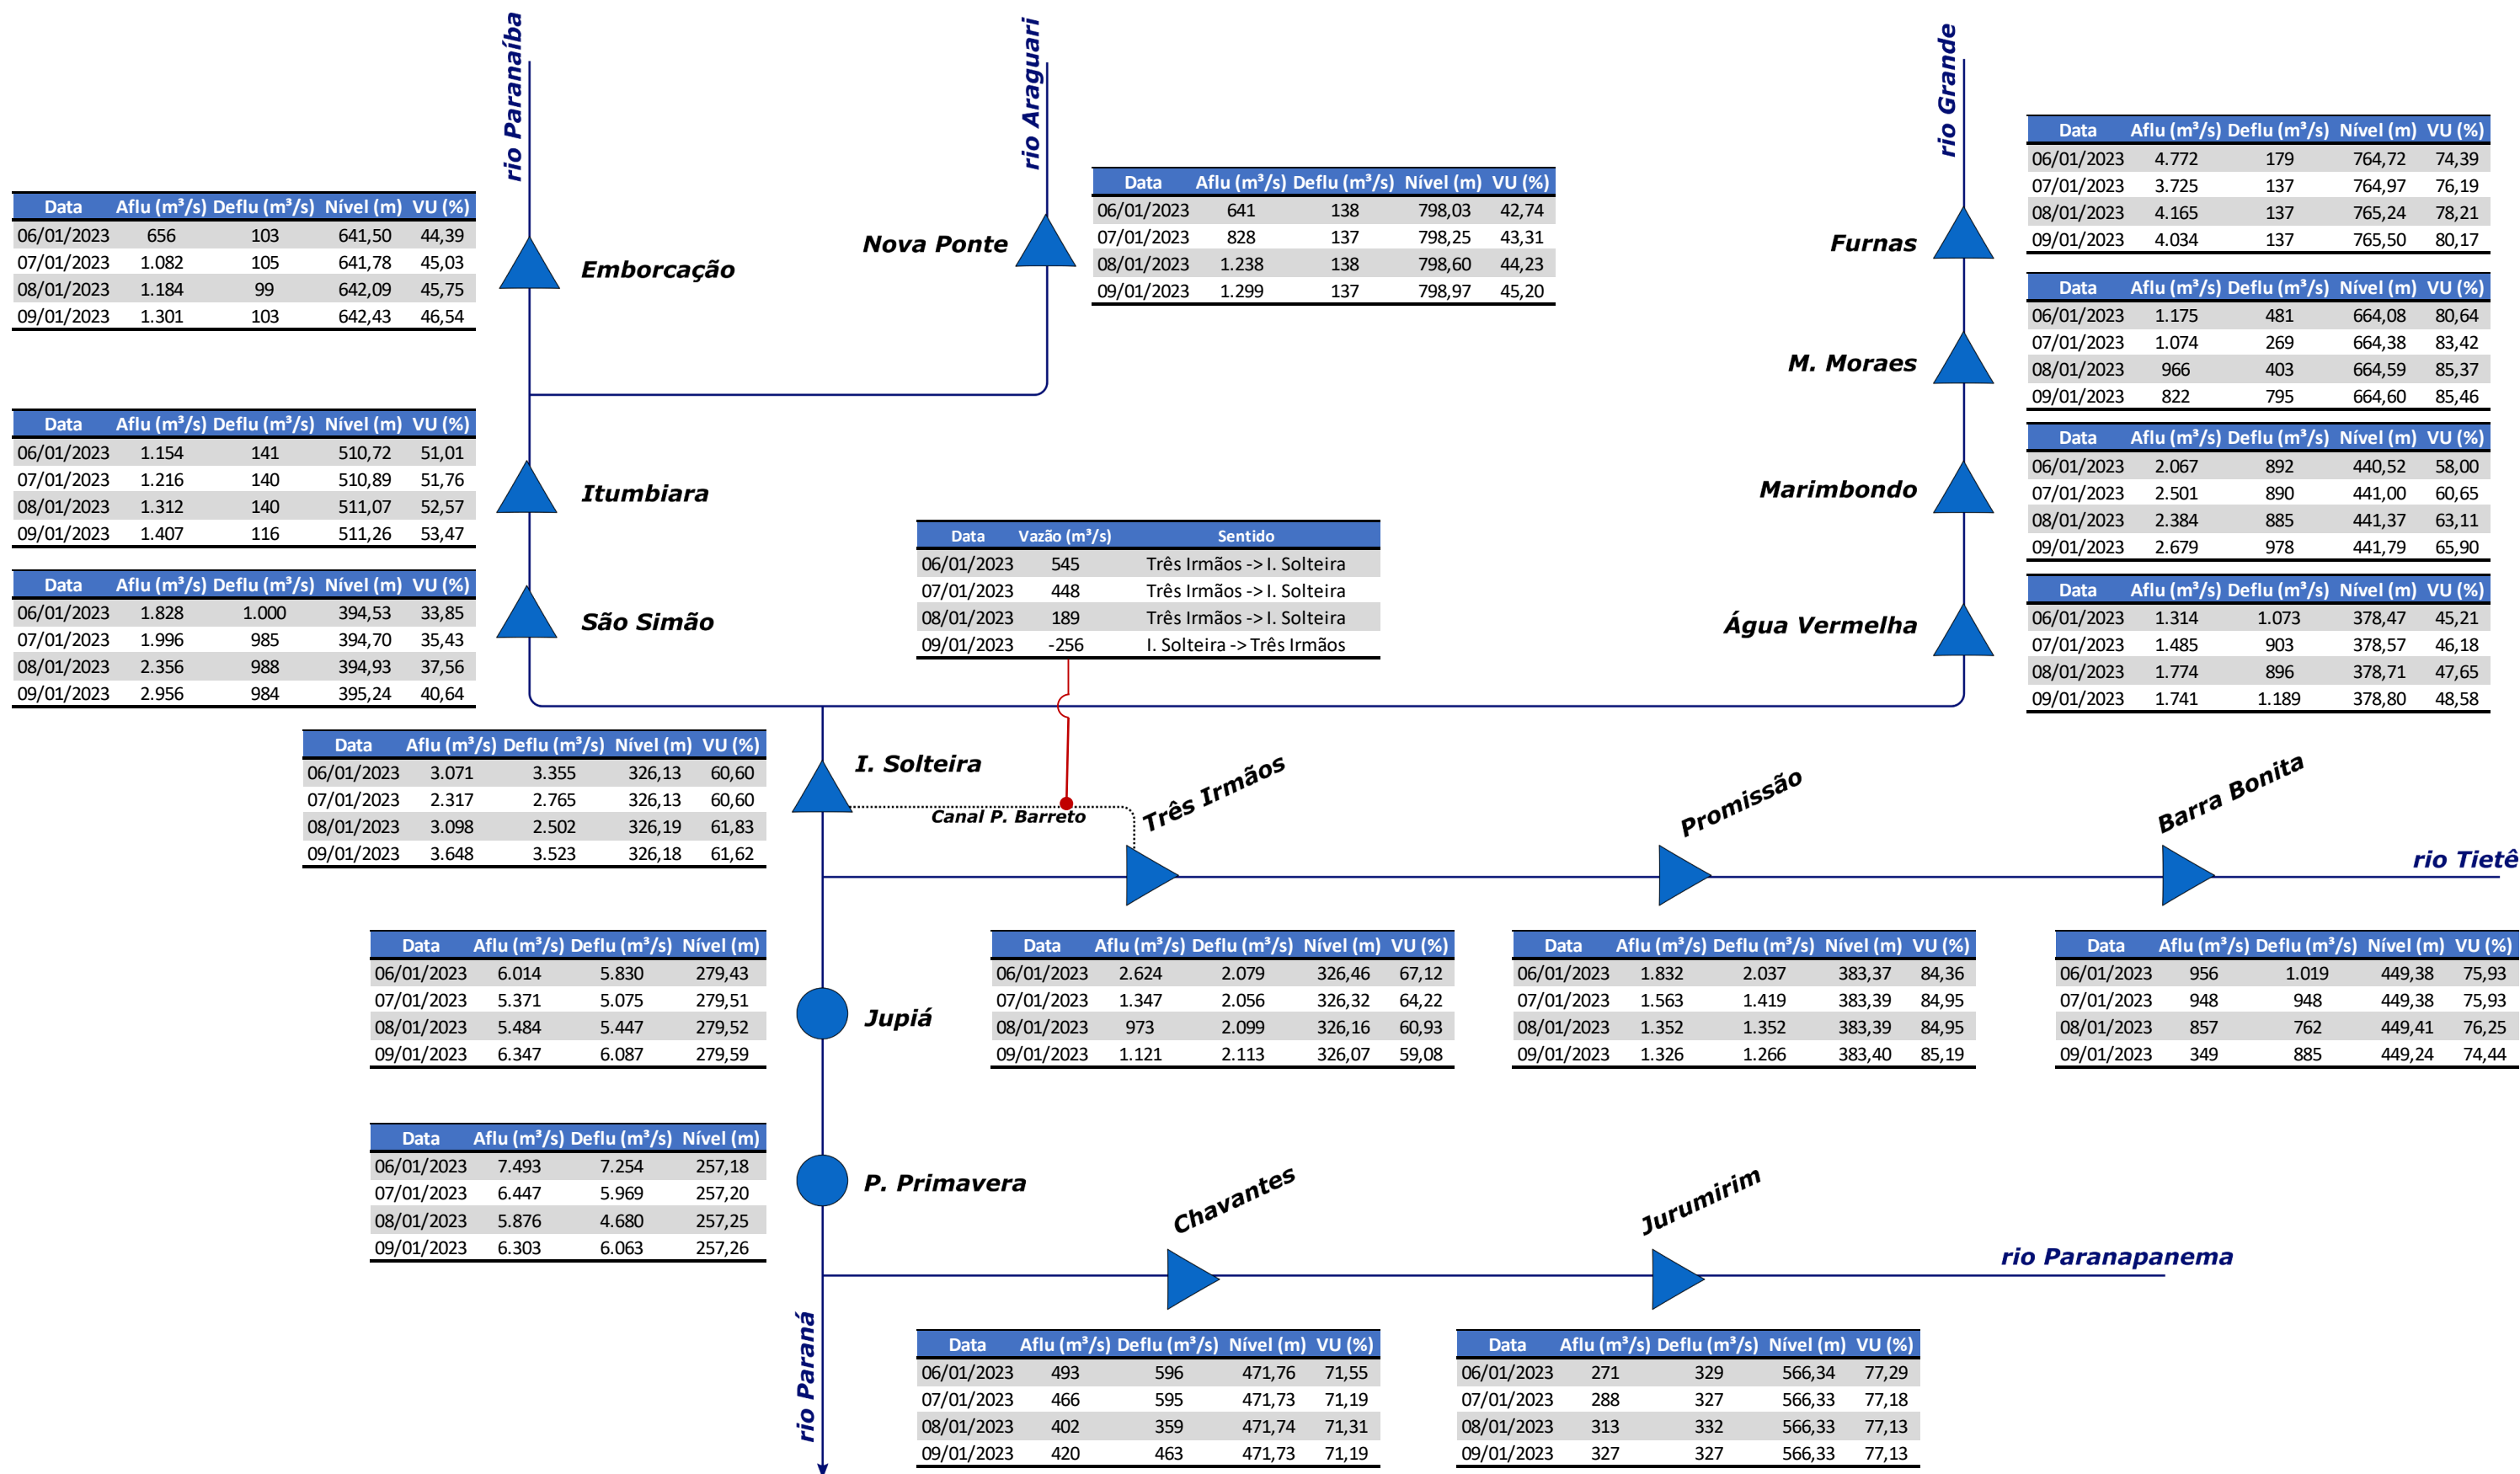 rio Paranaíba
rio Araguari
rio Grande
Data Aflu (m³/s) Deflu (m³/s) Nível (m) VU (%)
06/01/2023 4.772 179 764,72 74,39
07/01/2023 3.725 137 764,97 76,19
08/01/2023 4.165 137 765,24 78,21
09/01/2023 4.034 137 765,50 80,17
Furnas
Data Aflu (m³/s) Deflu (m³/s) Nível (m) VU (%)
06/01/2023 641 138 798,03 42,74
07/01/2023 828 137 798,25 43,31
08/01/2023 1.238 138 798,60 44,23
09/01/2023 1.299 137 798,97 45,20
Nova Ponte
Data Aflu (m³/s) Deflu (m³/s) Nível (m) VU (%)
06/01/2023 656 103 641,50 44,39
07/01/2023 1.082 105 641,78 45,03
08/01/2023 1.184 99 642,09 45,75
09/01/2023 1.301 103 642,43 46,54
Emborcação
Data Aflu (m³/s) Deflu (m³/s) Nível (m) VU (%)
06/01/2023 1.175 481 664,08 80,64
07/01/2023 1.074 269 664,38 83,42
08/01/2023 966 403 664,59 85,37
09/01/2023 822 795 664,60 85,46
M. Moraes
Data Aflu (m³/s) Deflu (m³/s) Nível (m) VU (%)
06/01/2023 1.154 141 510,72 51,01
07/01/2023 1.216 140 510,89 51,76
08/01/2023 1.312 140 511,07 52,57
09/01/2023 1.407 116 511,26 53,47
Itumbiara
Data Aflu (m³/s) Deflu (m³/s) Nível (m) VU (%)
06/01/2023 2.067 892 440,52 58,00
07/01/2023 2.501 890 441,00 60,65
08/01/2023 2.384 885 441,37 63,11
09/01/2023 2.679 978 441,79 65,90
Marimbondo
Data Vazão (m³/s) Sentido
06/01/2023 545 Três Irmãos -> I. Solteira
07/01/2023 448 Três Irmãos -> I. Solteira
08/01/2023 189 Três Irmãos -> I. Solteira
09/01/2023 -256 I. Solteira -> Três Irmãos
Data Aflu (m³/s) Deflu (m³/s) Nível (m) VU (%)
06/01/2023 1.828 1.000 394,53 33,85
07/01/2023 1.996 985 394,70 35,43
08/01/2023 2.356 988 394,93 37,56
09/01/2023 2.956 984 395,24 40,64
São Simão
Data Aflu (m³/s) Deflu (m³/s) Nível (m) VU (%)
06/01/2023 1.314 1.073 378,47 45,21
07/01/2023 1.485 903 378,57 46,18
08/01/2023 1.774 896 378,71 47,65
09/01/2023 1.741 1.189 378,80 48,58
Água Vermelha
Data Aflu (m³/s) Deflu (m³/s) Nível (m) VU (%)
06/01/2023 3.071 3.355 326,13 60,60
07/01/2023 2.317 2.765 326,13 60,60
08/01/2023 3.098 2.502 326,19 61,83
09/01/2023 3.648 3.523 326,18 61,62
I. Solteira
Canal P. Barreto
Três Irmãos
Promissão
Barra Bonita
rio Tietê
Data Aflu (m³/s) Deflu (m³/s) Nível (m)
06/01/2023 6.014 5.830 279,43
07/01/2023 5.371 5.075 279,51
08/01/2023 5.484 5.447 279,52
09/01/2023 6.347 6.087 279,59
Jupiá
Data Aflu (m³/s) Deflu (m³/s) Nível (m) VU (%)
06/01/2023 2.624 2.079 326,46 67,12
07/01/2023 1.347 2.056 326,32 64,22
08/01/2023 973 2.099 326,16 60,93
09/01/2023 1.121 2.113 326,07 59,08
Data Aflu (m³/s) Deflu (m³/s) Nível (m) VU (%)
06/01/2023 1.832 2.037 383,37 84,36
07/01/2023 1.563 1.419 383,39 84,95
08/01/2023 1.352 1.352 383,39 84,95
09/01/2023 1.326 1.266 383,40 85,19
Data Aflu (m³/s) Deflu (m³/s) Nível (m) VU (%)
06/01/2023 956 1.019 449,38 75,93
07/01/2023 948 948 449,38 75,93
08/01/2023 857 762 449,41 76,25
09/01/2023 349 885 449,24 74,44
Data Aflu (m³/s) Deflu (m³/s) Nível (m)
06/01/2023 7.493 7.254 257,18
07/01/2023 6.447 5.969 257,20
08/01/2023 5.876 4.680 257,25
09/01/2023 6.303 6.063 257,26
P. Primavera
Chavantes
Jurumirim
rio Paranapanema
rio Paraná
Data Aflu (m³/s) Deflu (m³/s) Nível (m) VU (%)
06/01/2023 493 596 471,76 71,55
07/01/2023 466 595 471,73 71,19
08/01/2023 402 359 471,74 71,31
09/01/2023 420 463 471,73 71,19
Data Aflu (m³/s) Deflu (m³/s) Nível (m) VU (%)
06/01/2023 271 329 566,34 77,29
07/01/2023 288 327 566,33 77,18
08/01/2023 313 332 566,33 77,13
09/01/2023 327 327 566,33 77,13